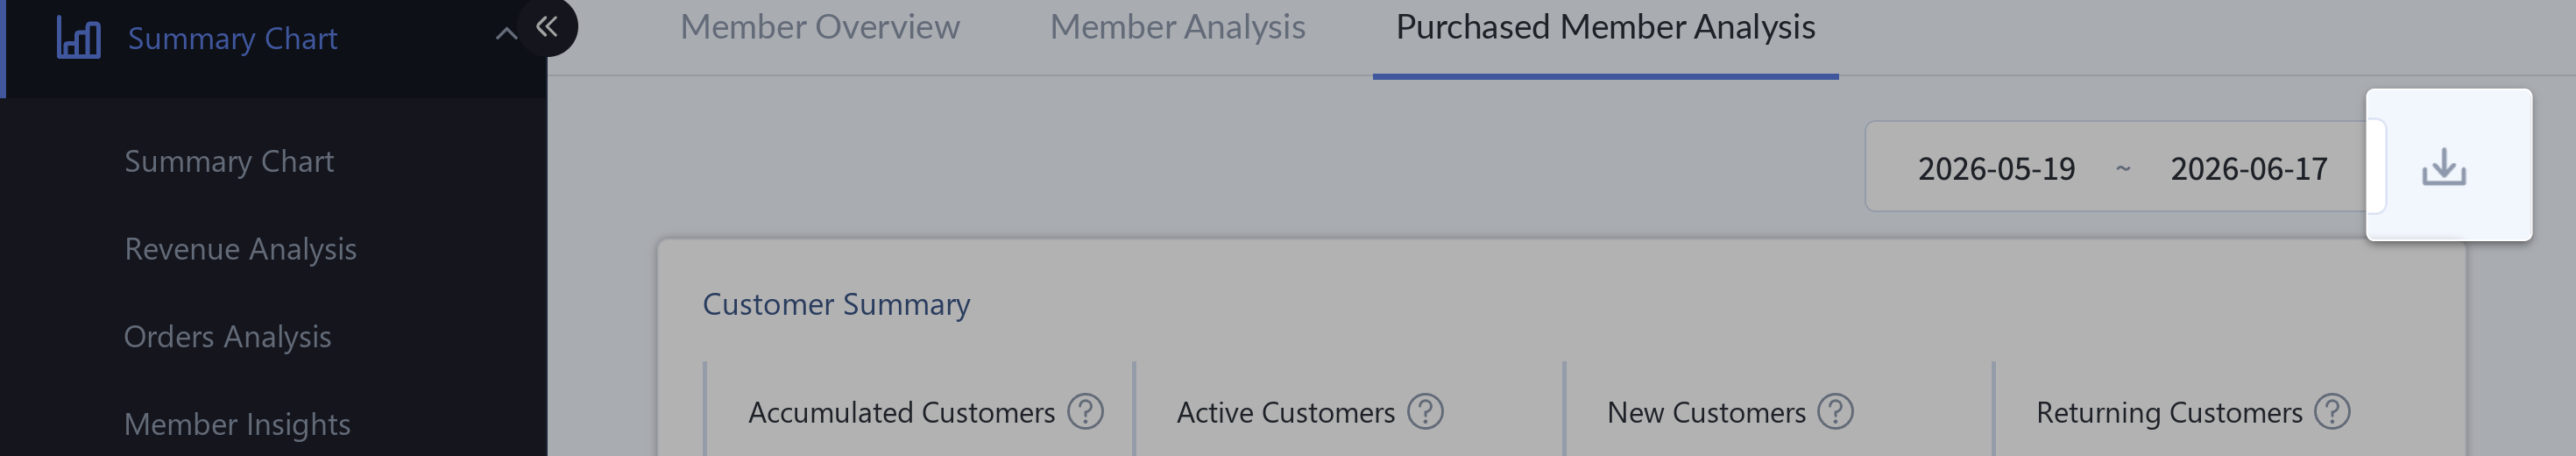 Summary Chart
Summary Chart
Revenue Analysis
Orders Analysis
Member Insights
Member Overview
Member Analysis
Purchased Member Analysis
2026-05-19 ~ 2026-06-17
Customer Summary
Accumulated Customers ?
Active Customers ?
New Customers ?
Returning Customers ?